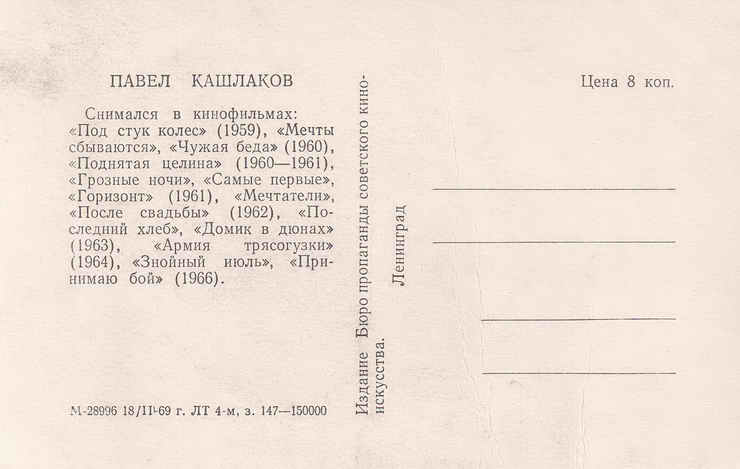 ПАВЕЛ КАШЛАКОВ
Снимался в кинофильмах:
«Под стук колес» (1959), «Мечты
сбываются», «Чужая беда» (1960),
«Поднятая целина» (1960—1961),
«Грозные ночи», «Самые первые»,
«Горизонт» (1961), «Мечтатели»,
«После свадьбы» (1962), «По-
следний хлеб», «Домик в дюнах»
(1963), «Армия трясогузки»
(1964), «Знойный июль», «При-
нимаю бой» (1966).
М-28996 18/II-69 г. ЛТ 4-м, з. 147—150000
Издание Бюро пропаганды советского кино-
искусства.
Ленинград
Цена 8 коп.